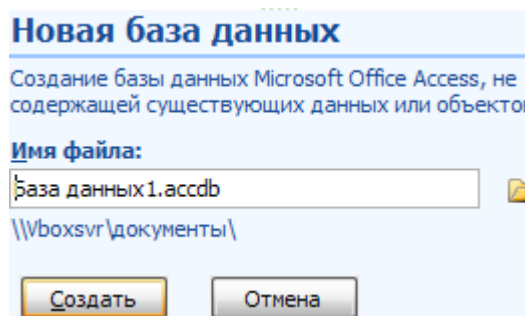 Новая база данных
Создание базы данных Microsoft Office Access, не
содержащей существующих данных или объектов
Имя файла:
База данных1.accdb
\\Vboxsvr\документы\
Создать Отмена